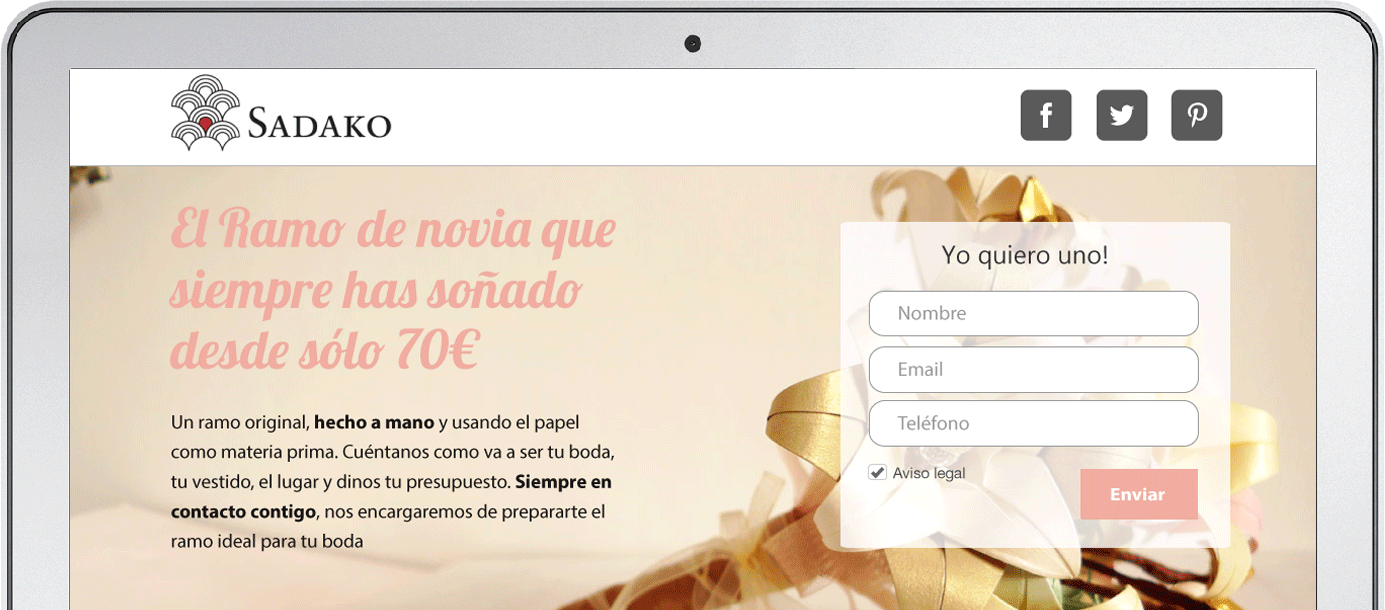 SADAKO
El Ramo de novia que
siempre has soñado
desde sólo 70€
Un ramo original, hecho a mano y usando el papel
como materia prima. Cuéntanos como va a ser tu boda,
tu vestido, el lugar y dinos tu presupuesto. Siempre en
contacto contigo, nos encargaremos de prepararte el
ramo ideal para tu boda
Yo quiero uno!
Nombre
Email
Teléfono
Aviso legal
Enviar